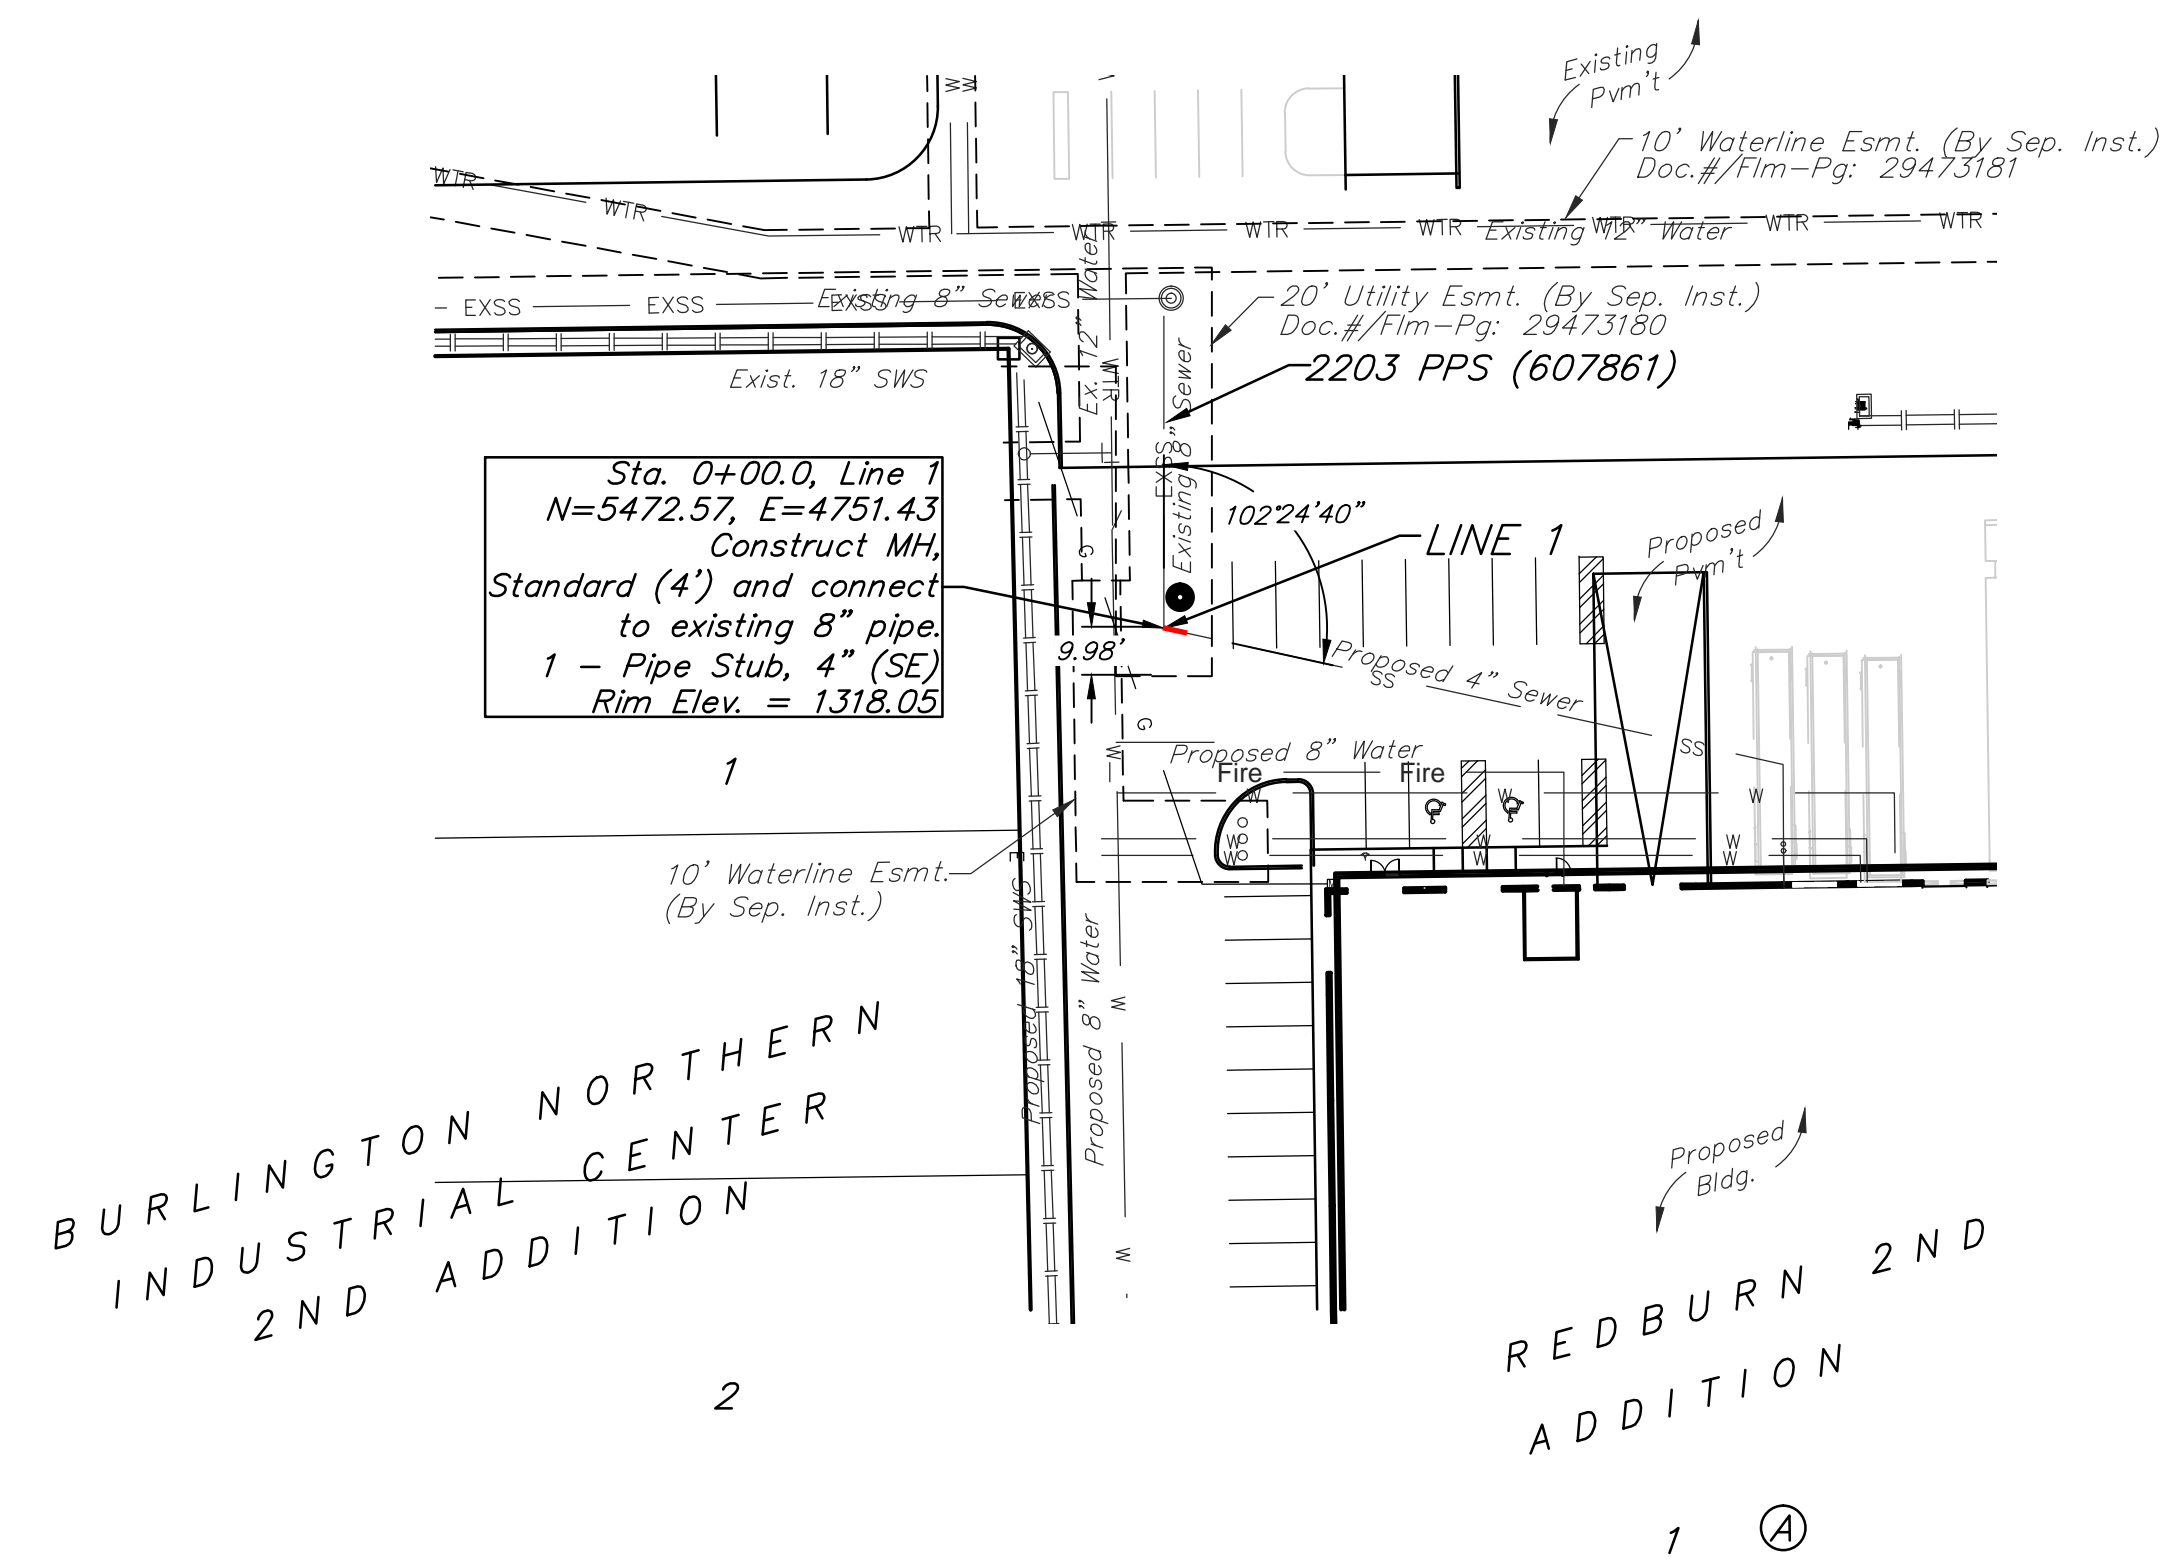 Existing
Pvm't
10' Waterline Esmt. (By Sep. Inst.)
Doc.#/Flm-Pg: 29473181
WW
WTR
WTR
WTR
WTR
WTR
WTR
WTR
WTR
WTR
Existing 12" Water
EXSS
EXSS
EXSS
EXSS
Existing 8" Sewer
20' Utility Esmt. (By Sep. Inst.)
Doc.#/Flm-Pg: 29473180
2203 PPS (607861)
Exist. 18" SWS
Ex. 12" Water
WTR
EXSS
Existing 8" Sewer
Sta. 0+00.0, Line 1
N=5472.57, E=4751.43
Construct MH,
Standard (4') and connect
to existing 8" pipe.
1 - Pipe Stub, 4" (SE)
Rim Elev. = 1318.05
102°24'40"
LINE 1
Proposed
Pvm't
G
9.98'
Proposed 4" Sewer
SS
SS
G
W
Proposed 8" Water
Fire
Fire
W
W
W
W
W
W
W
W
W
1
10' Waterline Esmt.
(By Sep. Inst.)
E
Proposed 18" SWS
Proposed 8" Water
W
W
BURLINGTON NORTHERN
INDUSTRIAL CENTER
2ND ADDITION
Proposed
Bldg.
REDBURN 2ND
ADDITION
2
1
A